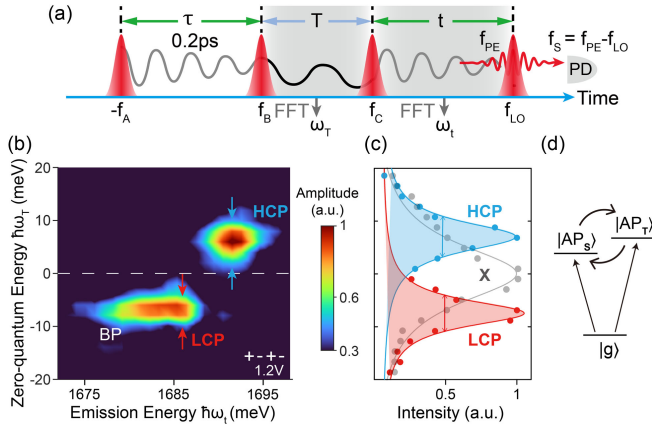 (a)
τ
T
t
0.2ps
f_PE
f_S = f_PE-f_LO
PD
FFT
FFT
Time
-f_A
f_B
ω_T
f_C
ω_t
f_LO
(b)
(c)
(d)
Zero-quantum Energy ħω_T (meV)
20
10
0
-10
-20
HCP
BP
LCP
+-+-
1.2V
1675
1685
1695
Emission Energy ħω_t(meV)
Amplitude
(a.u.)
1
0.6
0.3
HCP
X
LCP
0.5
1
Intensity (a.u.)
|AP_S⟩
|AP_T⟩
|g⟩